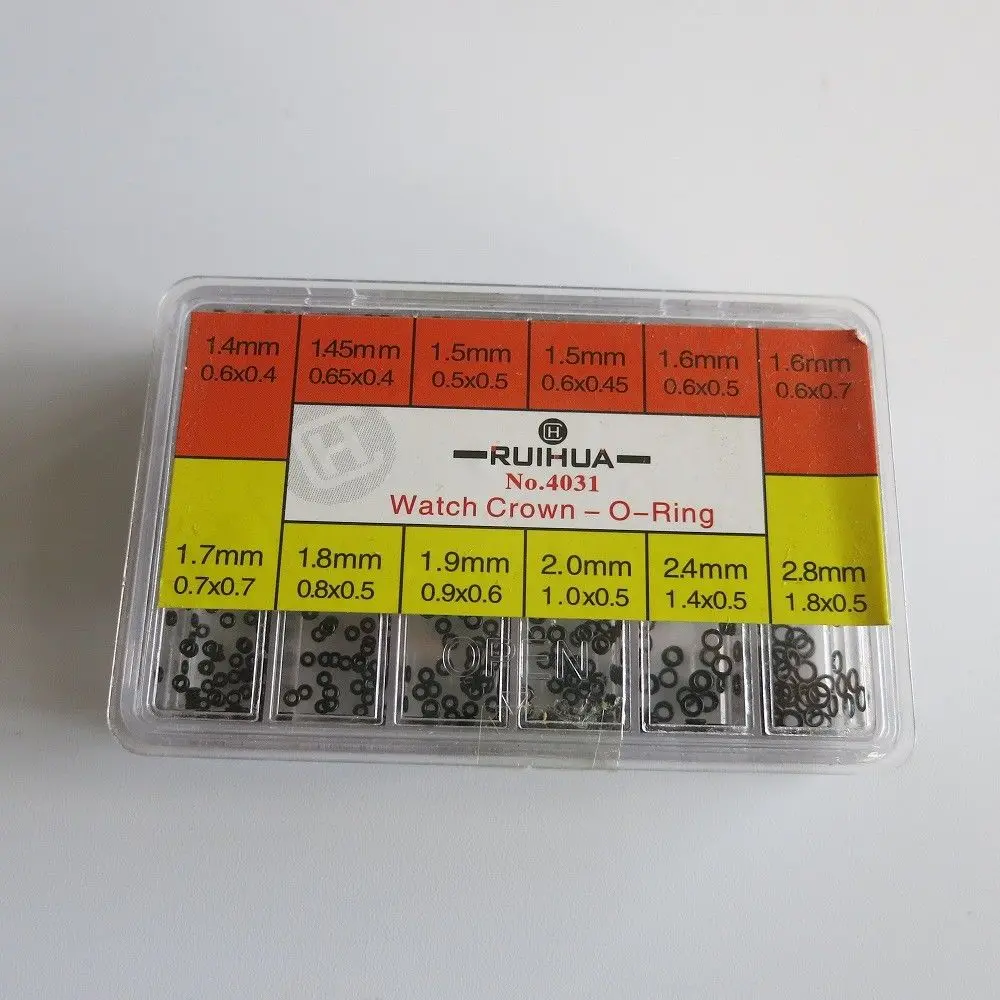 1.4mm
0.6x0.4
1.45mm
0.65x0.4
1.5mm
0.5x0.5
1.5mm
0.6x0.45
1.6mm
0.6x0.5
1.6mm
0.6x0.7
H
H
RUIHUA
No.4031
Watch Crown – O-Ring
1.7mm
0.7x0.7
1.8mm
0.8x0.5
1.9mm
0.9x0.6
2.0mm
1.0x0.5
2.4mm
1.4x0.5
2.8mm
1.8x0.5
OPEN